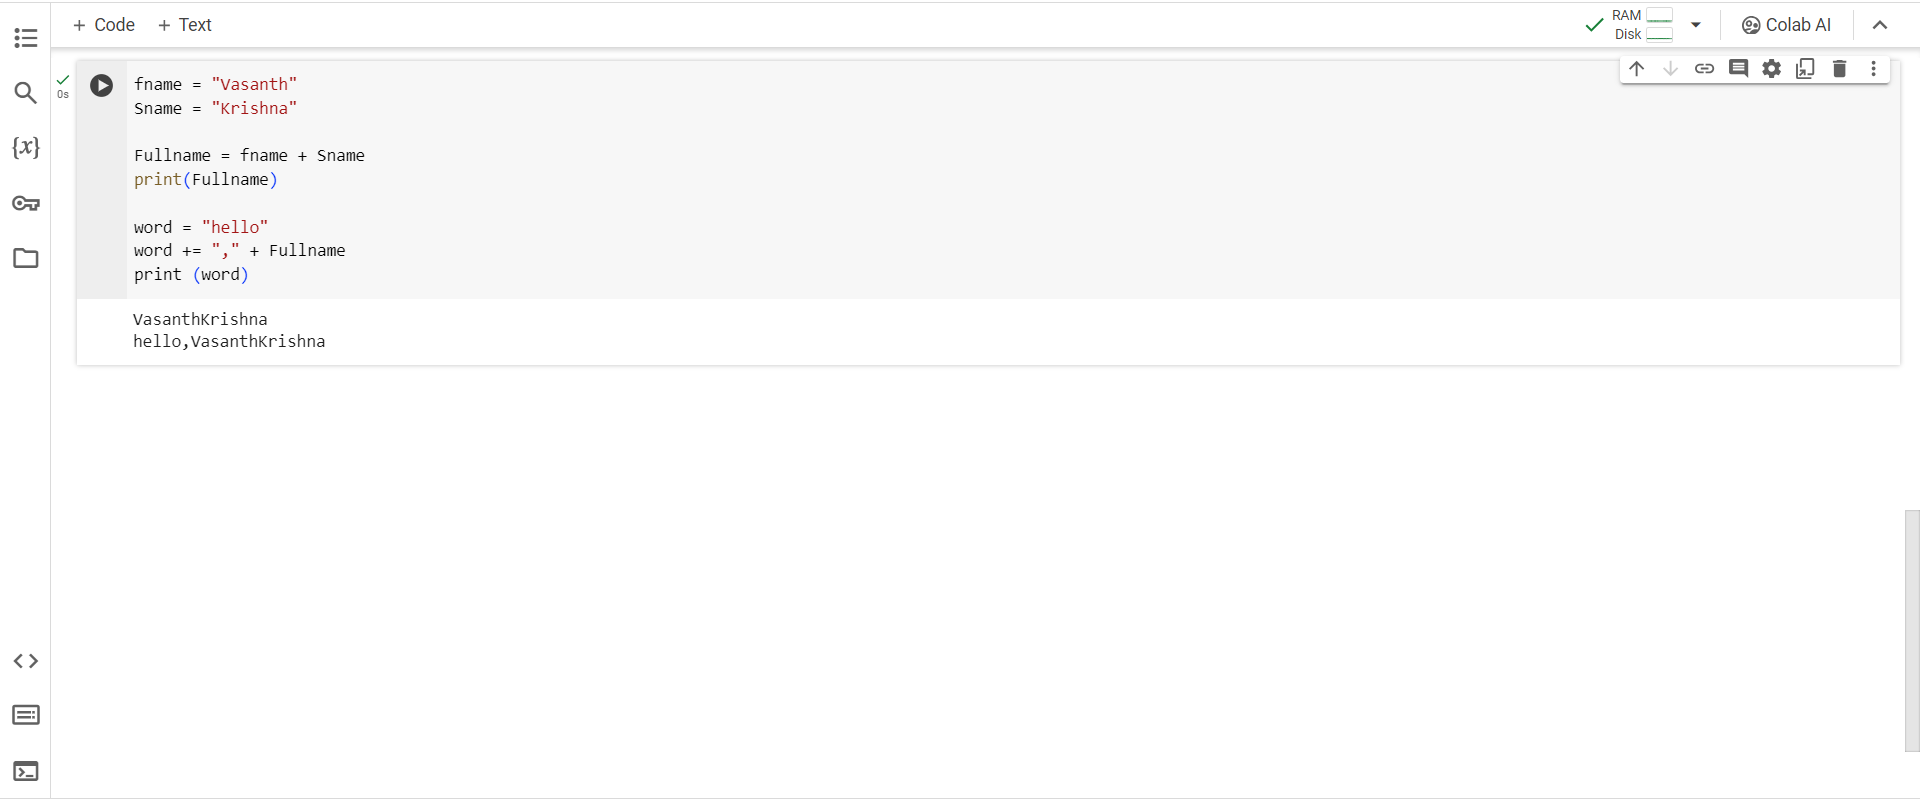 + Code + Text
RAM
Disk
Colab AI
0s
{x}
fname = "Vasanth"
Sname = "Krishna"
Fullname = fname + Sname
print(Fullname)
word = "hello"
word += "," + Fullname
print (word)
VasanthKrishna
hello,VasanthKrishna